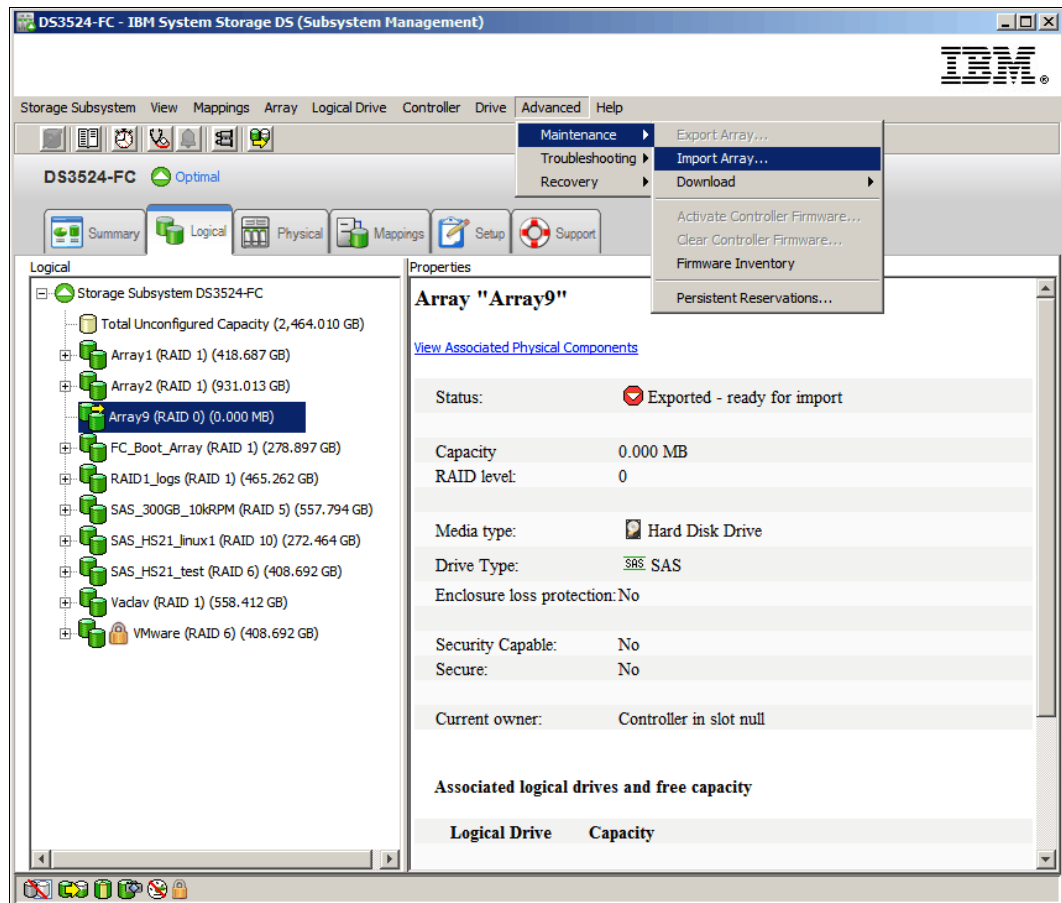 DS3524-FC - IBM System Storage DS (Subsystem Management)
IBM®
Storage Subsystem View Mappings Array Logical Drive Controller Drive Advanced Help
Maintenance
Troubleshooting
Recovery
Export Array...
Import Array...
Download
Activate Controller Firmware...
Clear Controller Firmware...
Firmware Inventory
Persistent Reservations...
DS3524-FC Optimal
Summary Logical Physical Mappings Setup Support
Logical
Storage Subsystem DS3524-FC
Total Unconfigured Capacity (2,464.010 GB)
Array1 (RAID 1) (418.687 GB)
Array2 (RAID 1) (931.013 GB)
Array9 (RAID 0) (0.000 MB)
FC_Boot_Array (RAID 1) (278.897 GB)
RAID1_logs (RAID 1) (465.262 GB)
SAS_300GB_10kRPM (RAID 5) (557.794 GB)
SAS_HS21_linux1 (RAID 10) (272.464 GB)
SAS_HS21_test (RAID 6) (408.692 GB)
Vaclav (RAID 1) (558.412 GB)
VMware (RAID 6) (408.692 GB)
Properties
Array "Array9"
View Associated Physical Components
Status: Exported - ready for import
Capacity 0.000 MB
RAID level: 0
Media type: Hard Disk Drive
Drive Type: SAS SAS
Enclosure loss protection: No
Security Capable: No
Secure: No
Current owner: Controller in slot null
Associated logical drives and free capacity
Logical Drive Capacity